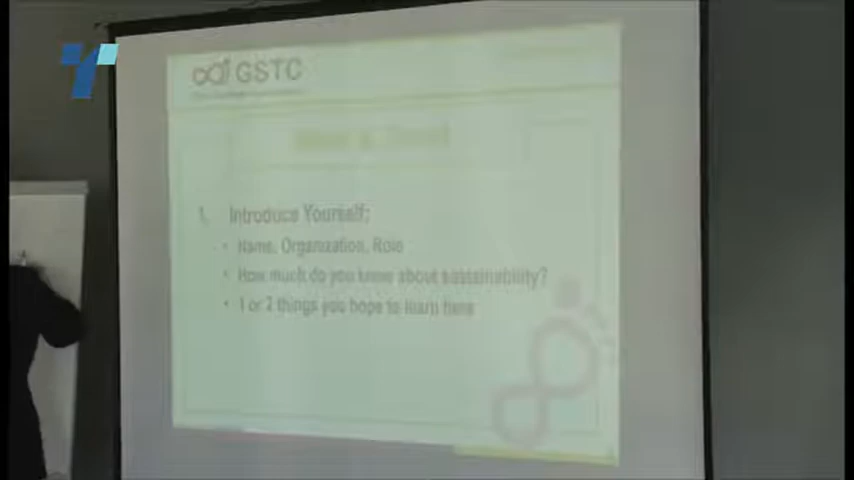 GSTC
1. Introduce Yourself:
• Name, Organization, Role
• How much do you know about sustainability?
• 1 or 2 things you hope to learn here